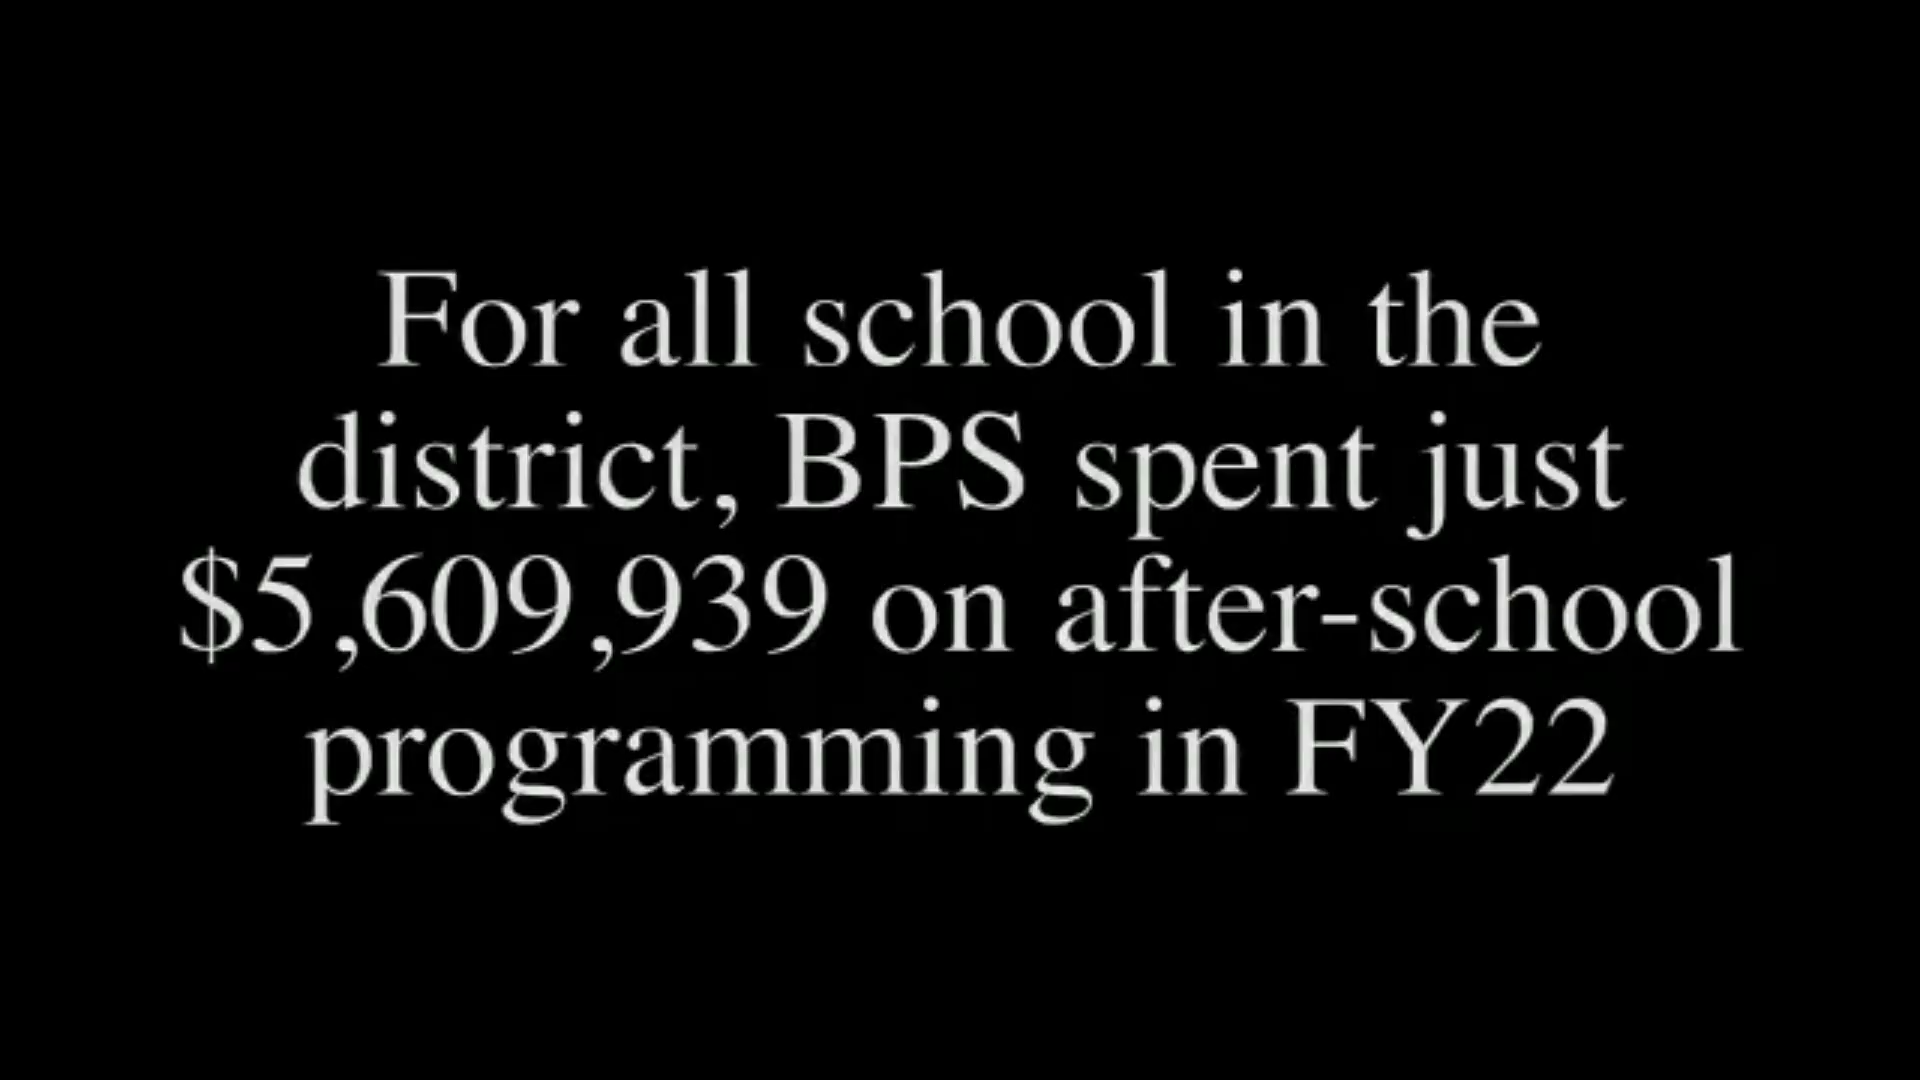 For all school in the
district, BPS spent just
$5,609,939 on after-school
programming in FY22